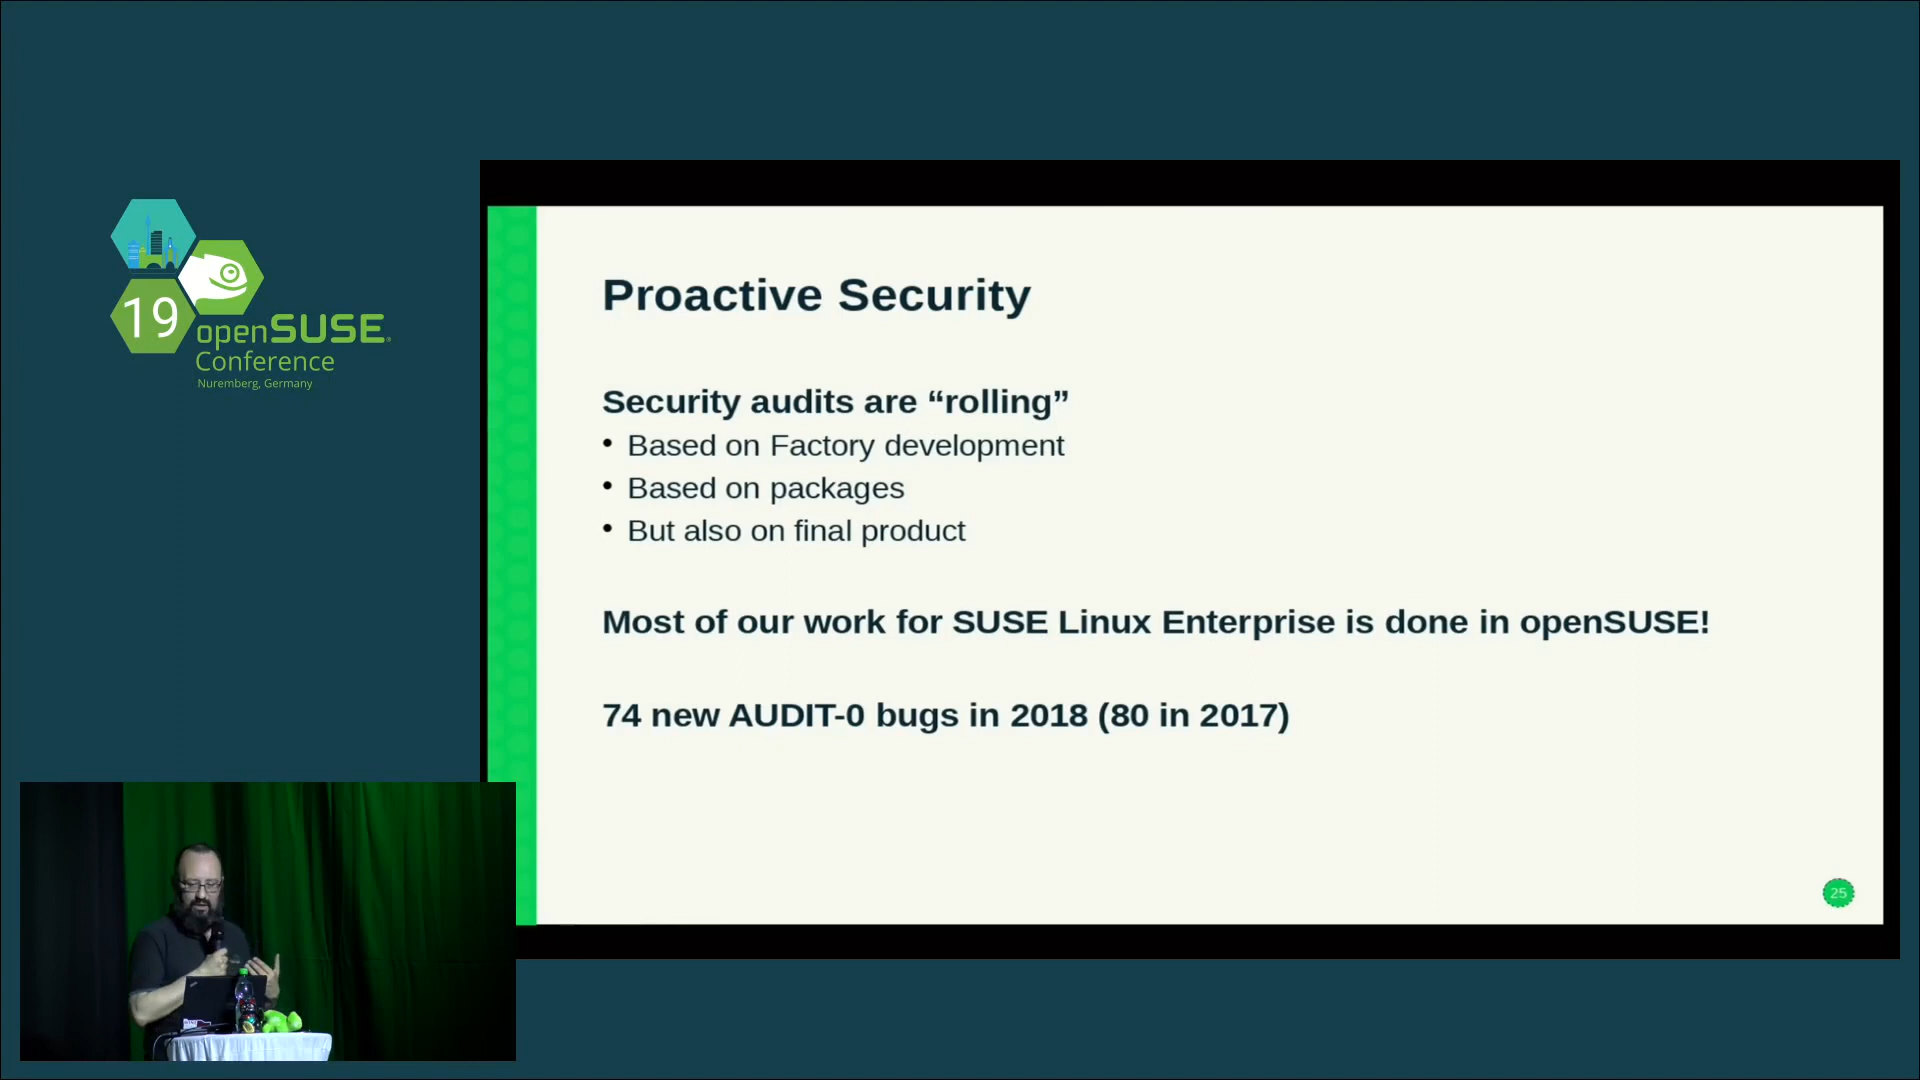 19
openSUSE
Conference
Nuremberg, Germany
Proactive Security
Security audits are “rolling”
• Based on Factory development
• Based on packages
• But also on final product
Most of our work for SUSE Linux Enterprise is done in openSUSE!
74 new AUDIT-0 bugs in 2018 (80 in 2017)
25